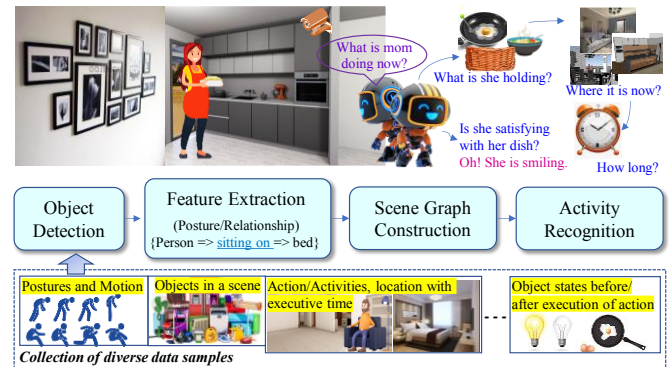 What is mom
doing now?
What is she holding?
Where it is now?
Is she satisfying
with her dish?
Oh! She is smiling.
How long?
Object
Detection
Feature Extraction
(Posture/Relationship)
{Person => sitting on => bed}
Scene Graph
Construction
Activity
Recognition
Postures and Motion
Objects in a scene
Action/Activities, location with
executive time
Object states before/
after execution of action
Collection of diverse data samples